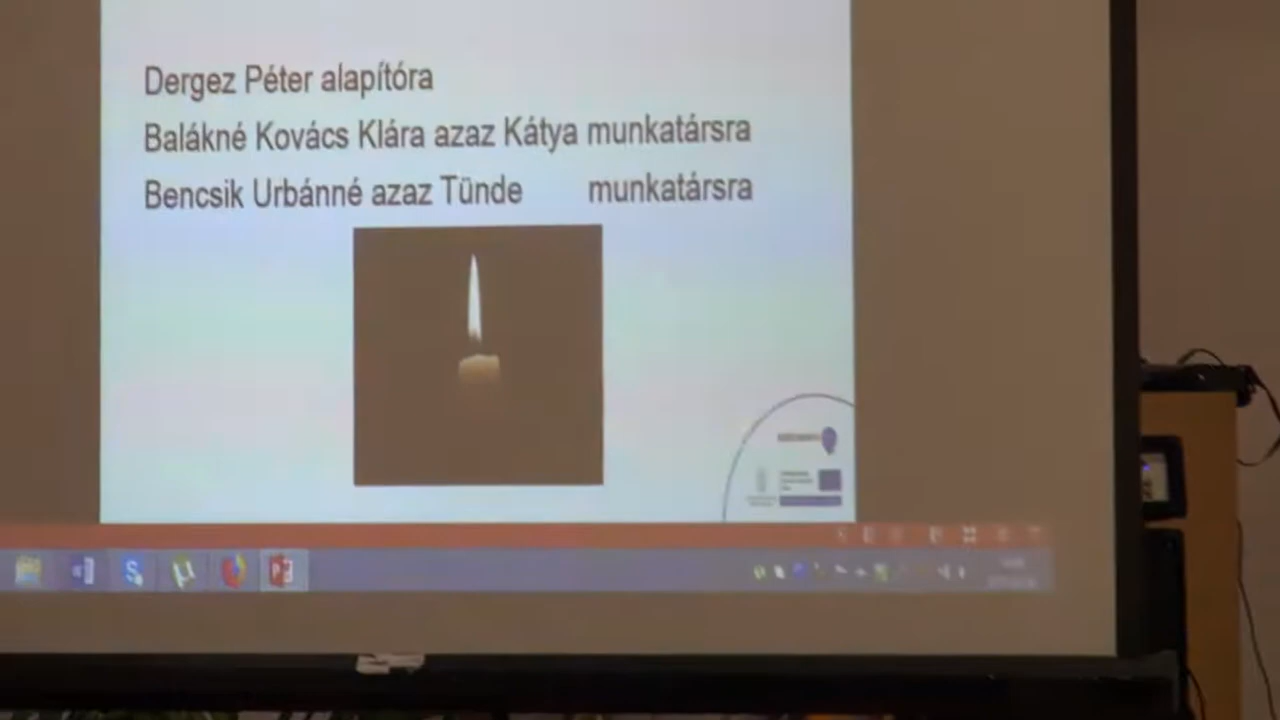 Dergez Péter alapítóra
Balákné Kovács Klára azaz Kátya munkatársra
Bencsik Urbánné azaz Tünde munkatársra